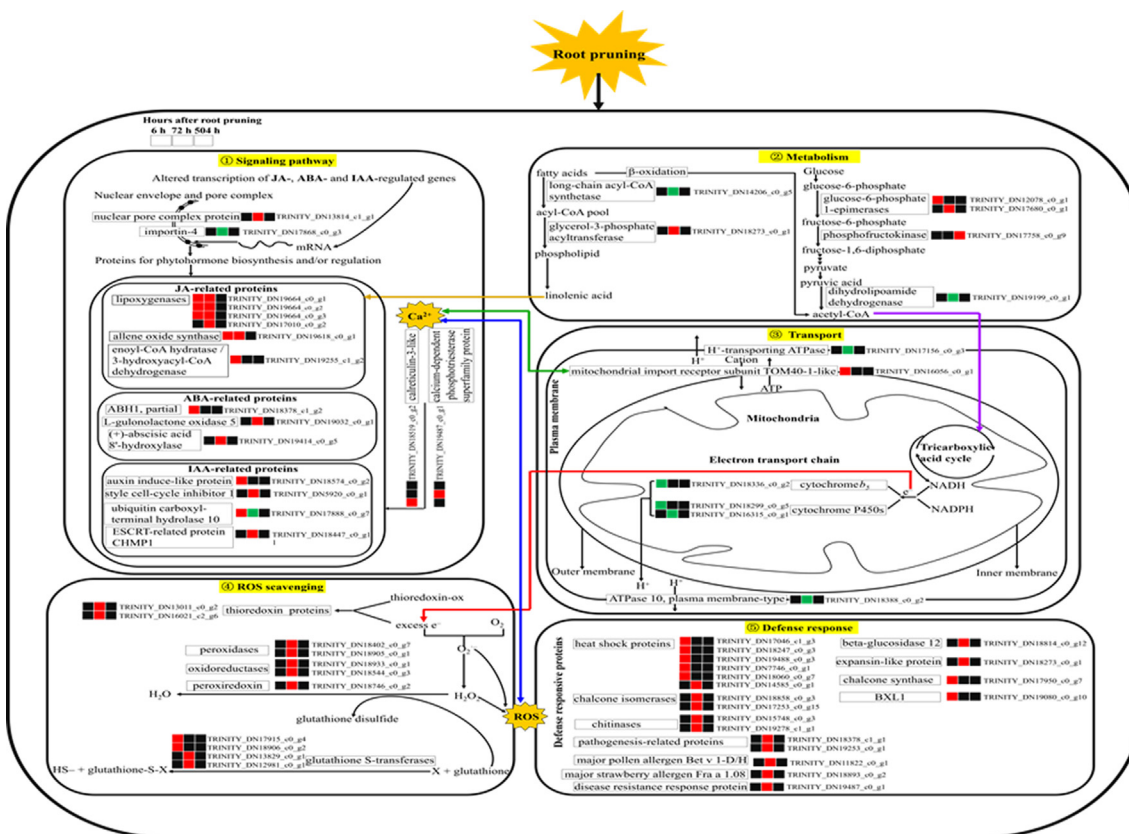 Root pruning
Hours after root pruning
6 h 72 h 504 h
① Signaling pathway
Altered transcription of JA-, ABA- and IAA-regulated genes
Nuclear envelope and pore complex
nuclear pore complex protein TRINITY_DN13814_c1_g1
importin-4 TRINITY_DN17868_c0_g3
mRNA
Proteins for phytohormone biosynthesis and/or regulation
JA-related proteins
lipoxygenases TRINITY_DN19664_c0_g1
TRINITY_DN19664_c0_g2
TRINITY_DN19664_c0_g3
TRINITY_DN17010_c0_g2
allene oxide synthase TRINITY_DN19618_c0_g1
enoyl-CoA hydratase /
3-hydroxyacyl-CoA
dehydrogenase
TRINITY_DN19255_c1_g2
ABA-related proteins
ABH1, partial TRINITY_DN18378_c1_g2
L-gulonolactone oxidase 5 TRINITY_DN19032_c0_g1
(+)-abscisic acid
8'-hydroxylase
TRINITY_DN19414_c0_g5
IAA-related proteins
auxin induce-like protein TRINITY_DN18574_c0_g2
style cell-cycle inhibitor 1 TRINITY_DN5920_c0_g1
ubiquitin carboxyl-
terminal hydrolase 10
TRINITY_DN17888_c0_g7
ESCRT-related protein
CHMP1
TRINITY_DN18447_c0_g1
1
Ca²⁺
calreticulin-3-like
TRINITY_DN18519_c0_g2
calcium-dependent
phosphotriesterase
superfamily protein
TRINITY_DN19487_c0_g1
② Metabolism
fatty acids
β-oxidation
long-chain acyl-CoA
synthetase
TRINITY_DN14206_c0_g5
acyl-CoA pool
glycerol-3-phosphate
acyltransferase
TRINITY_DN18273_c0_g1
phospholipid
linolenic acid
Glucose
glucose-6-phosphate
glucose-6-phosphate
1-epimerases
TRINITY_DN12078_c0_g1
TRINITY_DN17680_c0_g1
fructose-6-phosphate
phosphofructokinase TRINITY_DN17758_c0_g9
fructose-1,6-diphosphate
pyruvate
pyruvic acid
dihydrolipoamide
dehydrogenase
TRINITY_DN19199_c0_g1
acetyl-CoA
③ Transport
H⁺-transporting ATPase TRINITY_DN17156_c0_g3
H⁺
Cation
mitochondrial import receptor subunit TOM40-1-like TRINITY_DN16056_c0_g1
ATP
Plasma membrane
Mitochondria
Tricarboxylic
acid cycle
Electron transport chain
TRINITY_DN18336_c0_g2 cytochrome b₅
TRINITY_DN18299_c0_g5
TRINITY_DN16315_c0_g1
cytochrome P450s
e⁻
NADH
NADPH
Outer membrane
Inner membrane
H⁺
H⁺
ATPase 10, plasma membrane-type TRINITY_DN18388_c0_g2
④ ROS scavenging
TRINITY_DN13011_c0_g2
TRINITY_DN16021_c2_g6
thioredoxin proteins
thioredoxin-ox
excess e⁻
O₂
peroxidases TRINITY_DN18402_c0_g7
TRINITY_DN18905_c0_g1
oxidoreductases TRINITY_DN18933_c0_g1
TRINITY_DN18544_c0_g3
peroxiredoxin TRINITY_DN18746_c0_g2
O₂⁻
H₂O
H₂O₂
ROS
glutathione disulfide
TRINITY_DN17915_c0_g4
TRINITY_DN18906_c0_g2
TRINITY_DN13829_c0_g1
TRINITY_DN12981_c0_g1
glutathione S-transferases
HS– + glutathione-S-X
X + glutathione
⑤ Defense response
Defense responsive proteins
heat shock proteins TRINITY_DN17046_c1_g3
TRINITY_DN18247_c0_g3
TRINITY_DN19488_c0_g3
TRINITY_DN7746_c0_g1
TRINITY_DN18060_c0_g7
TRINITY_DN14585_c0_g1
chalcone isomerases TRINITY_DN18858_c0_g3
TRINITY_DN17253_c0_g15
chitinases TRINITY_DN15748_c0_g3
TRINITY_DN19278_c1_g1
pathogenesis-related proteins TRINITY_DN18378_c1_g1
TRINITY_DN19253_c0_g1
major pollen allergen Bet v 1-D/H TRINITY_DN11822_c0_g1
major strawberry allergen Fra a 1.08 TRINITY_DN18893_c0_g2
disease resistance response protein TRINITY_DN19487_c0_g1
beta-glucosidase 12 TRINITY_DN18814_c0_g12
expansin-like protein TRINITY_DN18273_c0_g1
chalcone synthase TRINITY_DN17950_c0_g7
BXL1 TRINITY_DN19080_c0_g10